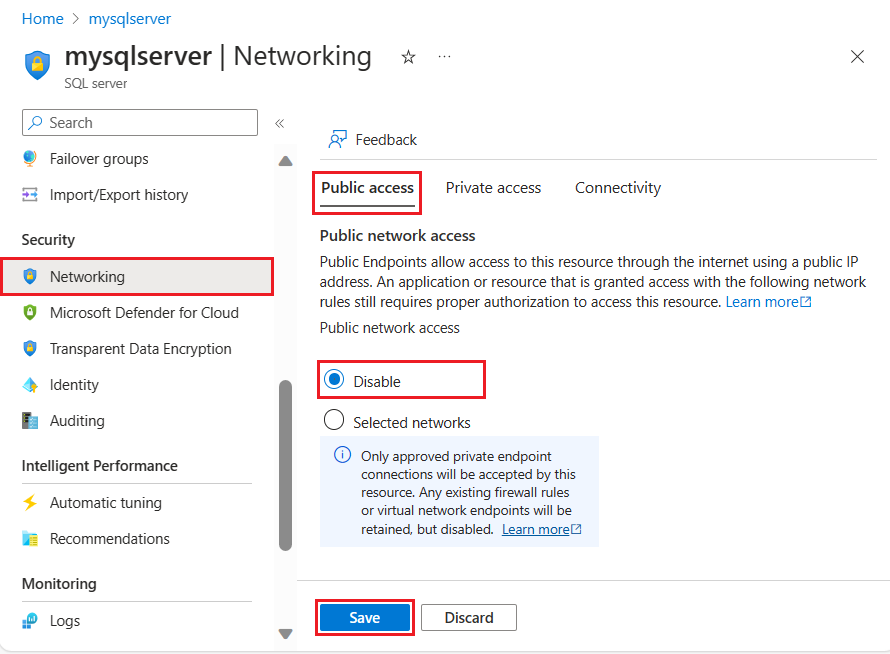 Home > mysqlserver
mysqlserver | Networking
SQL server
Search
Failover groups
Import/Export history
Security
Networking
Microsoft Defender for Cloud
Transparent Data Encryption
Identity
Auditing
Intelligent Performance
Automatic tuning
Recommendations
Monitoring
Logs
Feedback
Public access Private access Connectivity
Public network access
Public Endpoints allow access to this resource through the internet using a public IP
address. An application or resource that is granted access with the following network
rules still requires proper authorization to access this resource. Learn more
Public network access
Disable
Selected networks
Only approved private endpoint
connections will be accepted by this
resource. Any existing firewall rules
or virtual network endpoints will be
retained, but disabled. Learn more
Save Discard